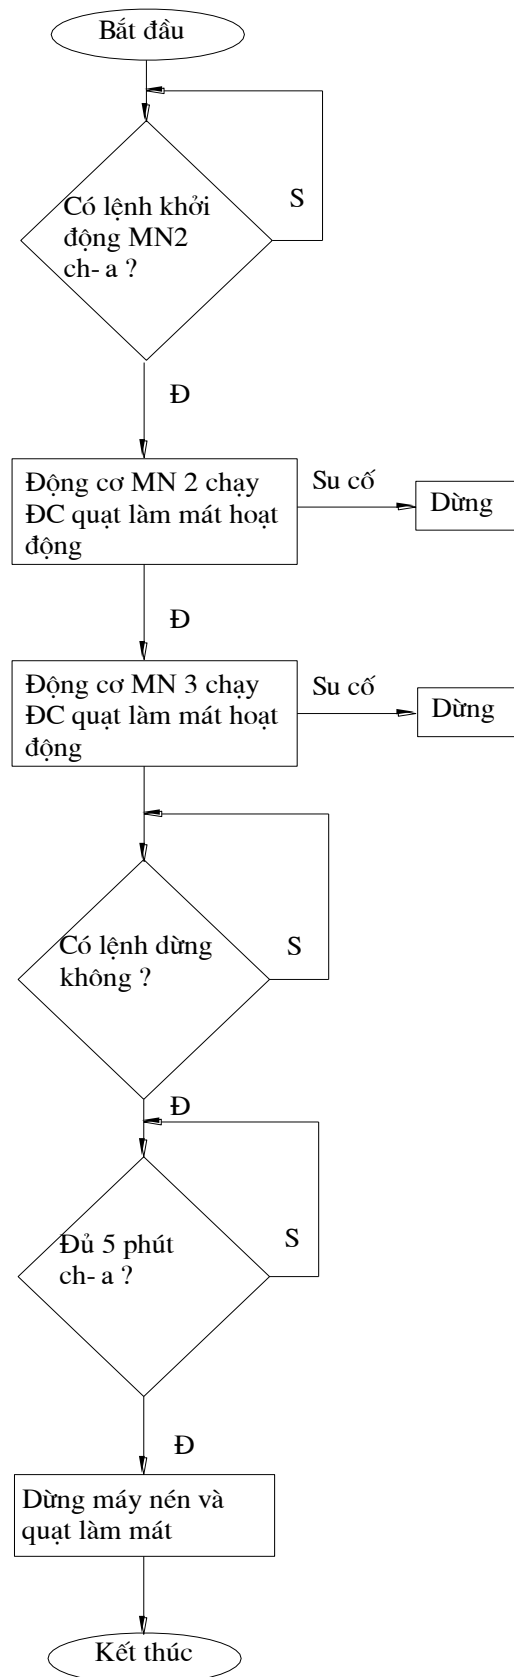 Bắt đầu
S
Có lệnh khởi
động MN2
ch- a ?
Đ
Động cơ MN 2 chạy
ĐC quạt làm mát hoạt
động
Su cố
Dừng
Đ
Động cơ MN 3 chạy
ĐC quạt làm mát hoạt
động
Su cố
Dừng
Có lệnh dừng
không ?
S
Đ
Đủ 5 phút
ch- a ?
S
Đ
Dừng máy nén và
quạt làm mát
Kết thúc